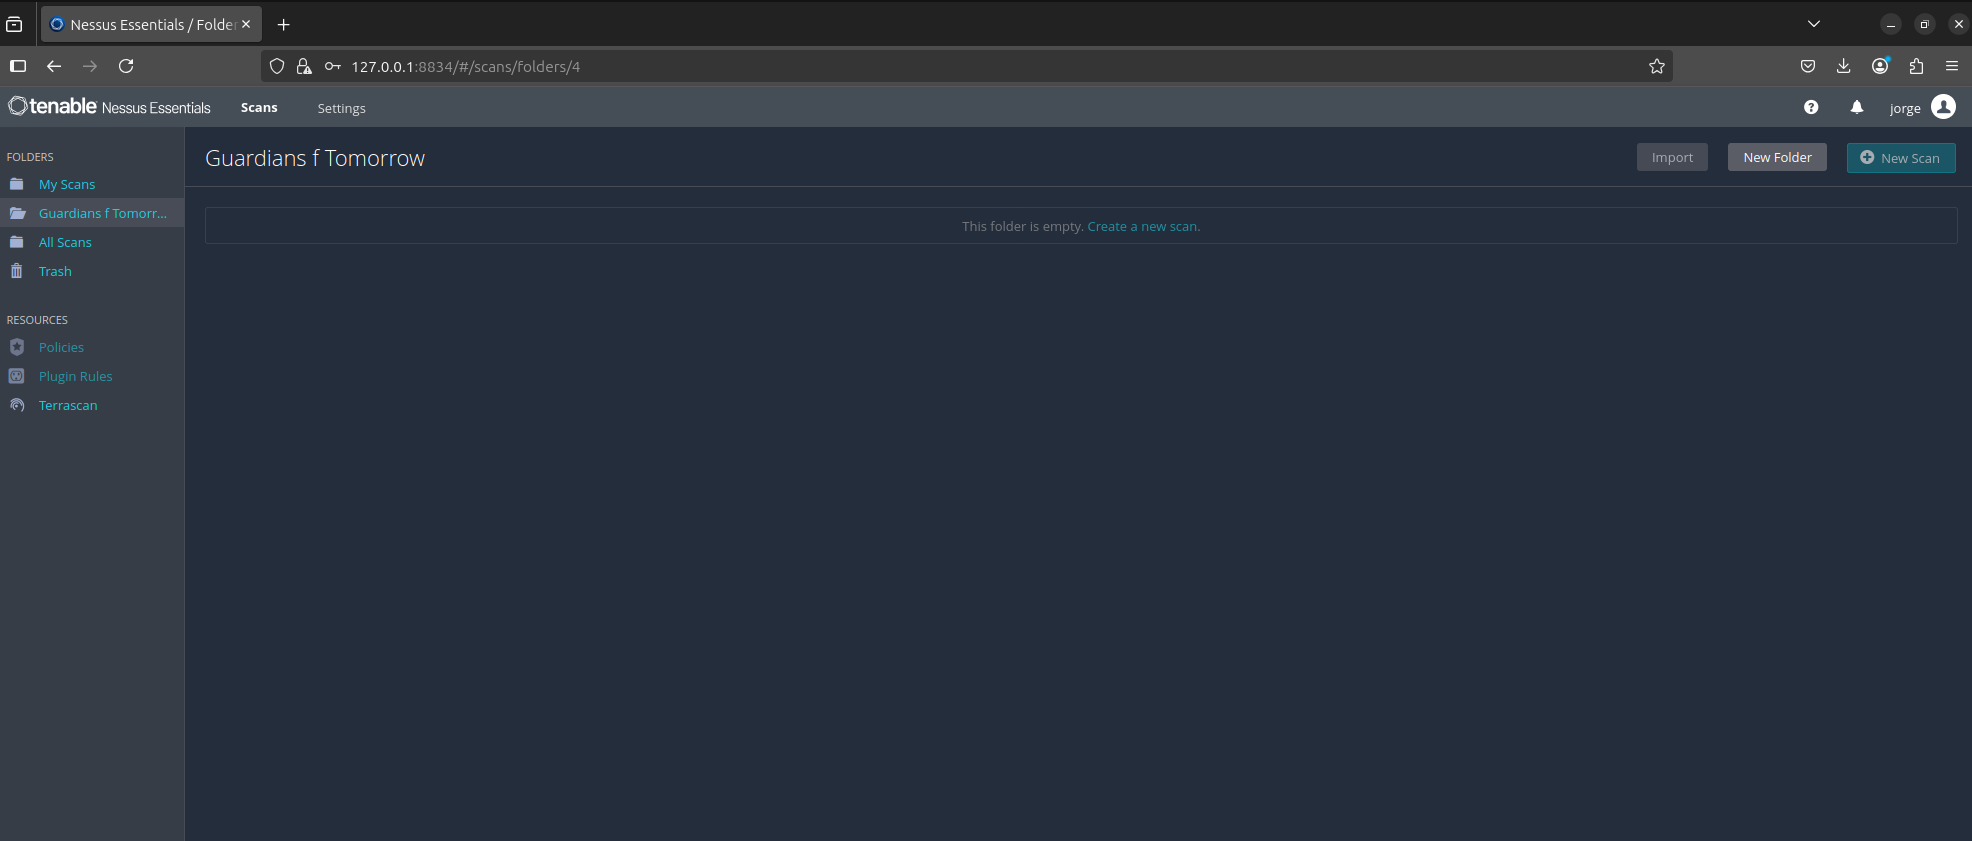 Nessus Essentials / Folder
127.0.0.1:8834/#/scans/folders/4
tenable Nessus Essentials Scans Settings jorge
FOLDERS
My Scans
Guardians f Tomorr...
All Scans
Trash
RESOURCES
Policies
Plugin Rules
Terrascan
Guardians f Tomorrow
Import New Folder New Scan
This folder is empty. Create a new scan.